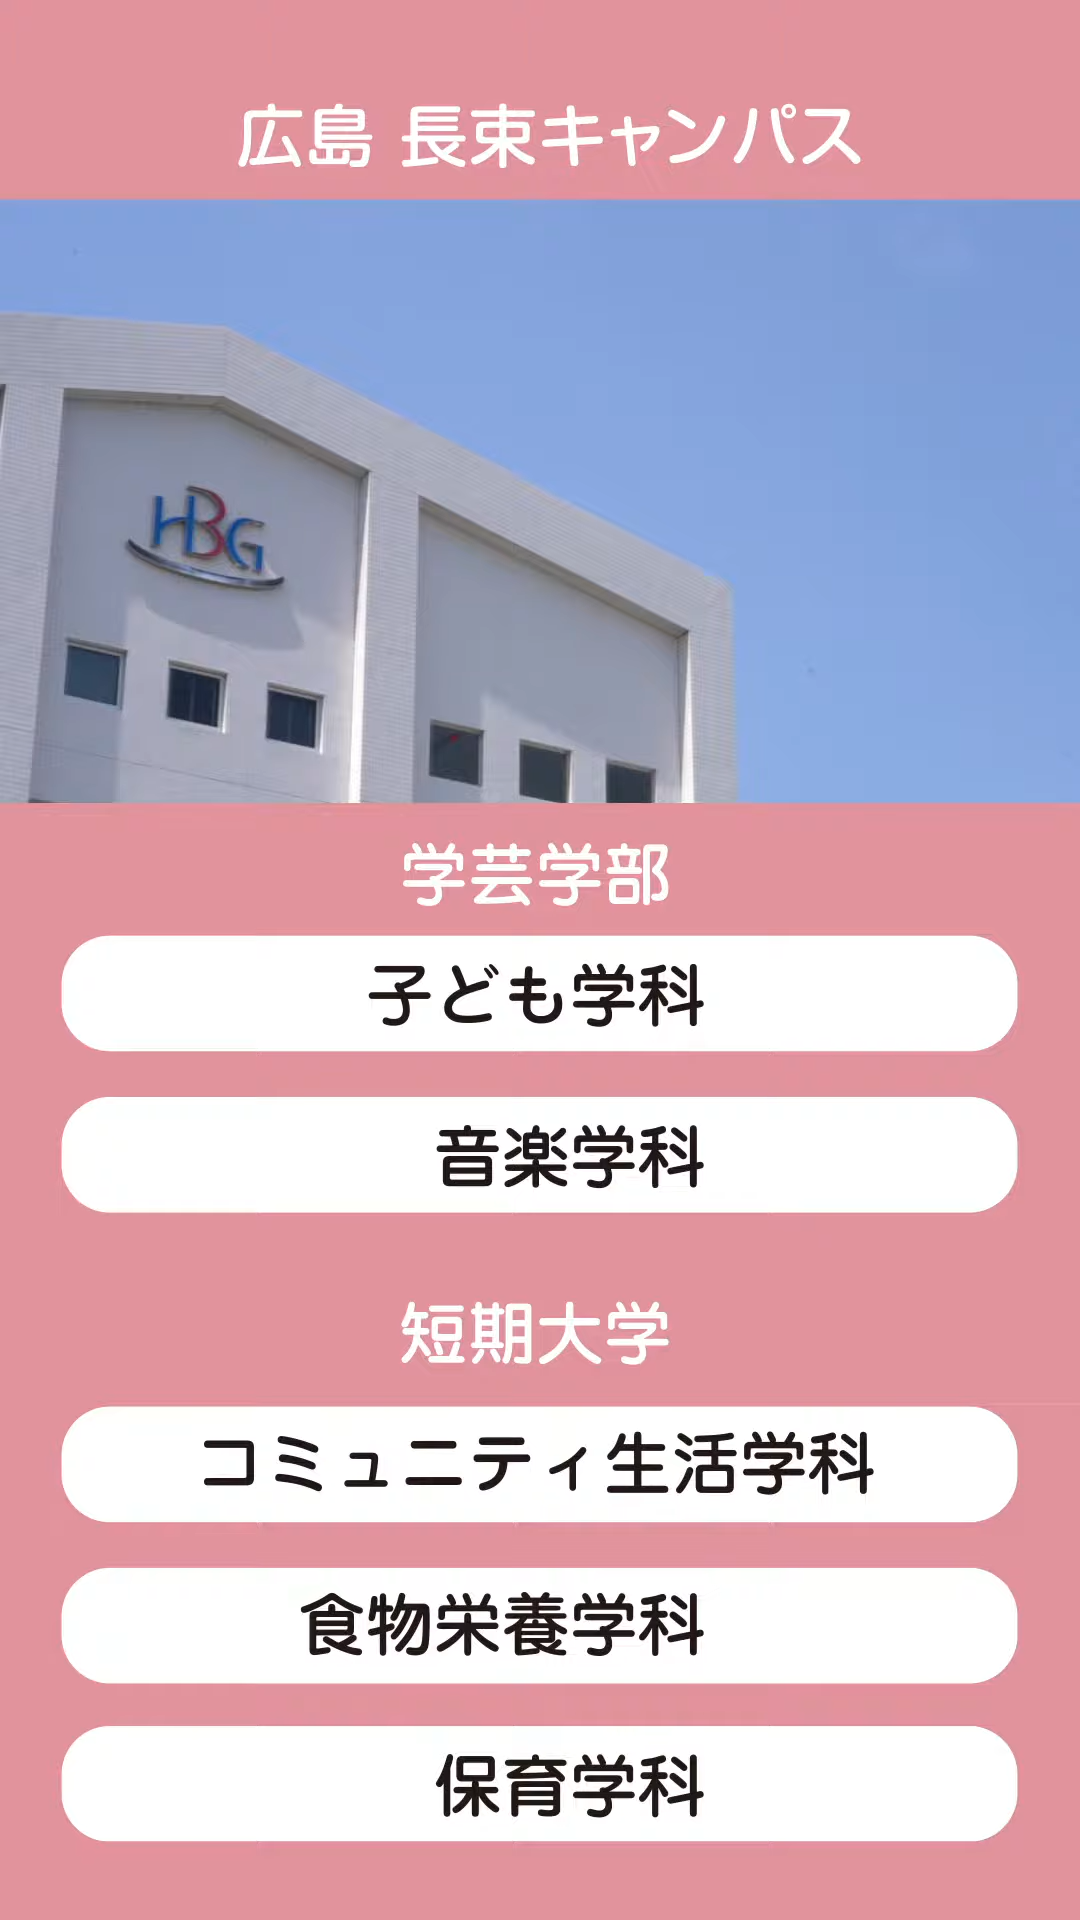 広島 長束キャンパス
HBG
学芸学部
子ども学科
音楽学科
短期大学
コミュニティ生活学科
食物栄養学科
保育学科